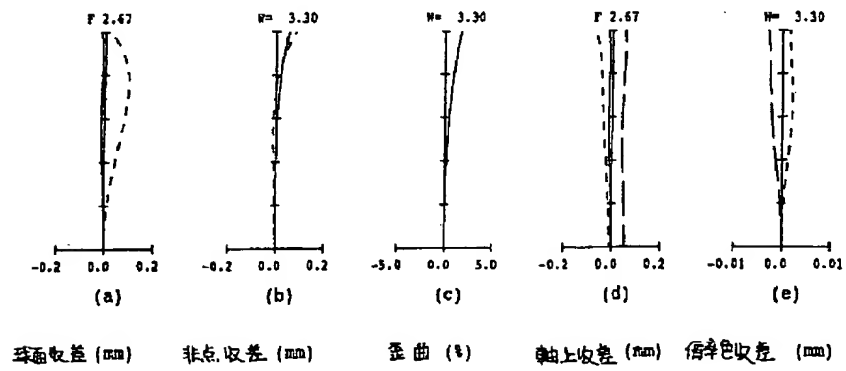 F 2.67 W= 3.30 W= 3.30 F 2.67 W= 3.30
-0.2 0.0 0.2 -0.2 0.0 0.2 -5.0 0.0 5.0 -0.2 0.0 0.2 -0.01 0.0 0.01
(a) (b) (c) (d) (e)
球面収差 (mm) 非点収差 (mm) 歪曲 (%) 軸上収差 (mm) 倍率色収差 (mm)